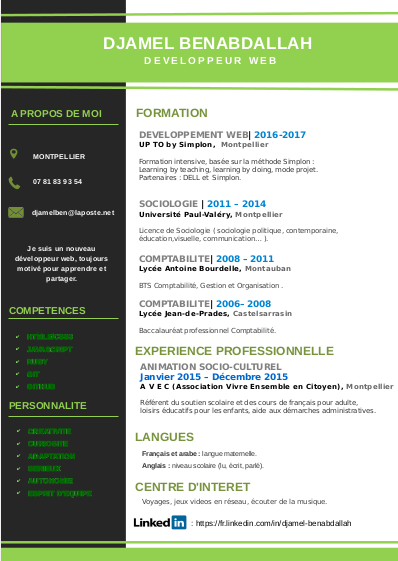 DJAMEL BENABDALLAH
DEVELOPPEUR WEB
A PROPOS DE MOI
MONTPELLIER
07 81 83 93 54
djamelben@laposte.net
Je suis un nouveau
développeur web, toujours
motivé pour apprendre et
partager.
COMPETENCES
JAVASCRIPT
RUBY
GIT
PERSONNALITE
CREATIVITE
CURIOSITE
ADAPTATION
SERIEUX
AUTONOMIE
ESPRIT D'EQUIPE
FORMATION
DEVELOPPEMENT WEB| 2016-2017
UP TO by Simplon, Montpellier
Formation intensive, basée sur la méthode Simplon :
Learning by teaching, learning by doing, mode projet.
Partenaires : DELL et Simplon.
SOCIOLOGIE | 2011 – 2014
Université Paul-Valéry, Montpellier
Licence de Sociologie ( sociologie politique, contemporaine,
éducation,visuelle, communication... ).
COMPTABILITE| 2008 – 2011
Lycée Antoine Bourdelle, Montauban
BTS Comptabilité, Gestion et Organisation .
COMPTABILITE| 2006– 2008
Lycée Jean-de-Prades, Castelsarrasin
Baccalauréat professionnel Comptabilité.
EXPERIENCE PROFESSIONNELLE
ANIMATION SOCIO-CULTUREL
Janvier 2015 – Décembre 2015
A V E C (Association Vivre Ensemble en Citoyen), Montpellier
Référent du soutien scolaire et des cours de français pour adulte,
loisirs éducatifs pour les enfants, aide aux démarches administratives.
LANGUES
Français et arabe : langue maternelle.
Anglais : niveau scolaire (lu, écrit, parlé).
CENTRE D'INTERET
Voyages, jeux videos en réseau, écouter de la musique.
Linked in : https://fr.linkedin.com/in/djamel-benabdallah